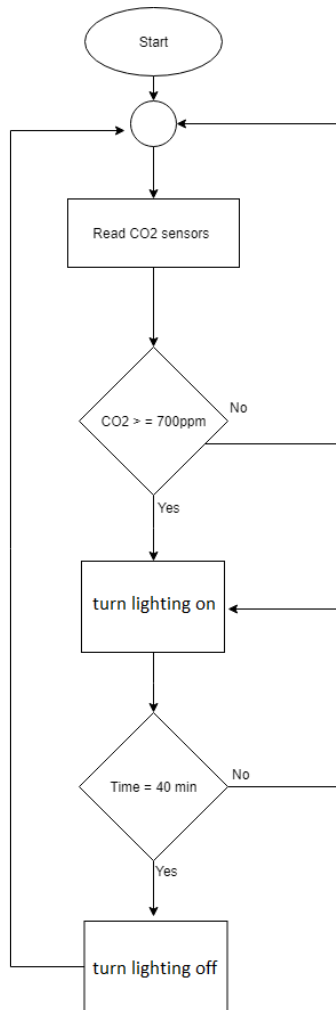 Start
Read CO2 sensors
CO2 > = 700ppm
No
Yes
turn lighting on
Time = 40 min
No
Yes
turn lighting off